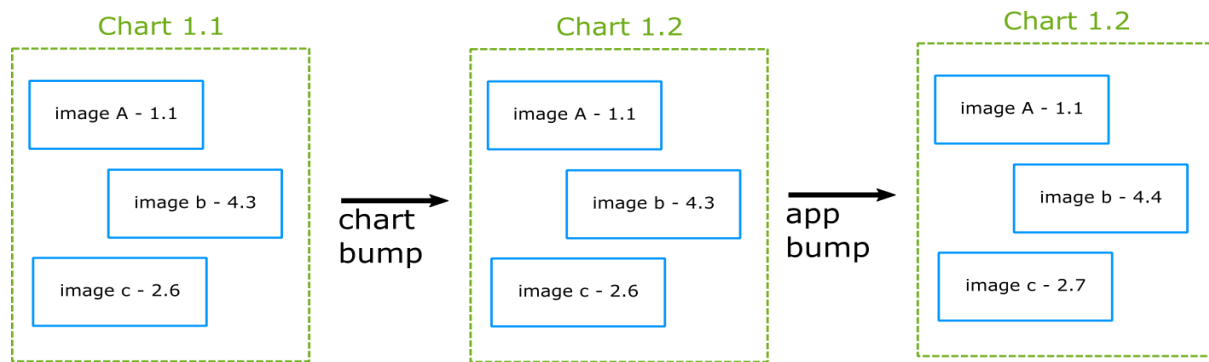 Chart 1.1
image A - 1.1
image b - 4.3
image c - 2.6
chart
bump
Chart 1.2
image A - 1.1
image b - 4.3
image c - 2.6
app
bump
Chart 1.2
image A - 1.1
image b - 4.4
image c - 2.7